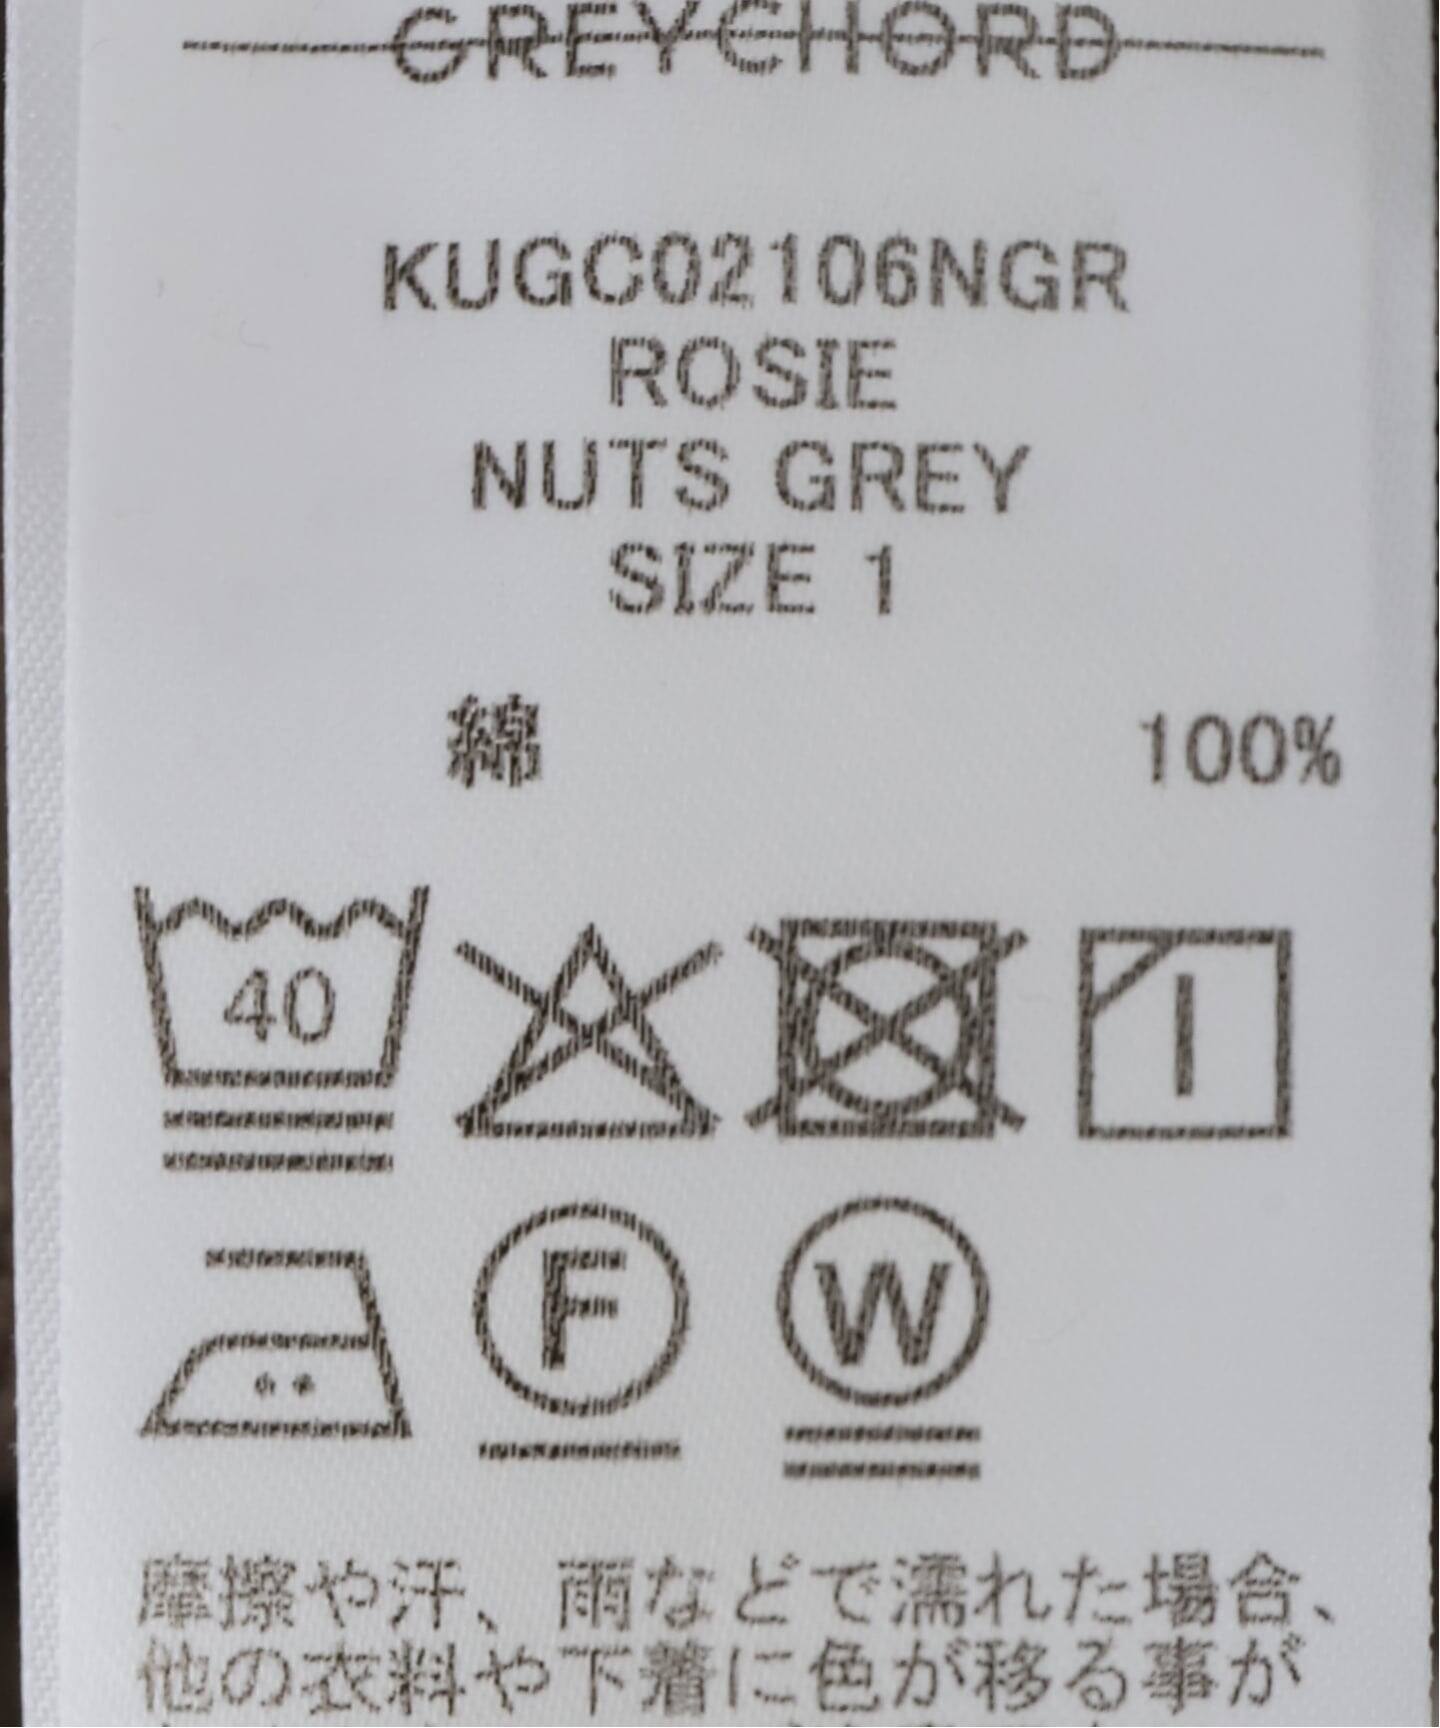 GREYCHORD
KUGC02106NGR
ROSIE
NUTS GREY
SIZE 1
綿 100%
40
F W
摩擦や汗、雨などで濡れた場合、
他の衣料や下着に色が移る事が